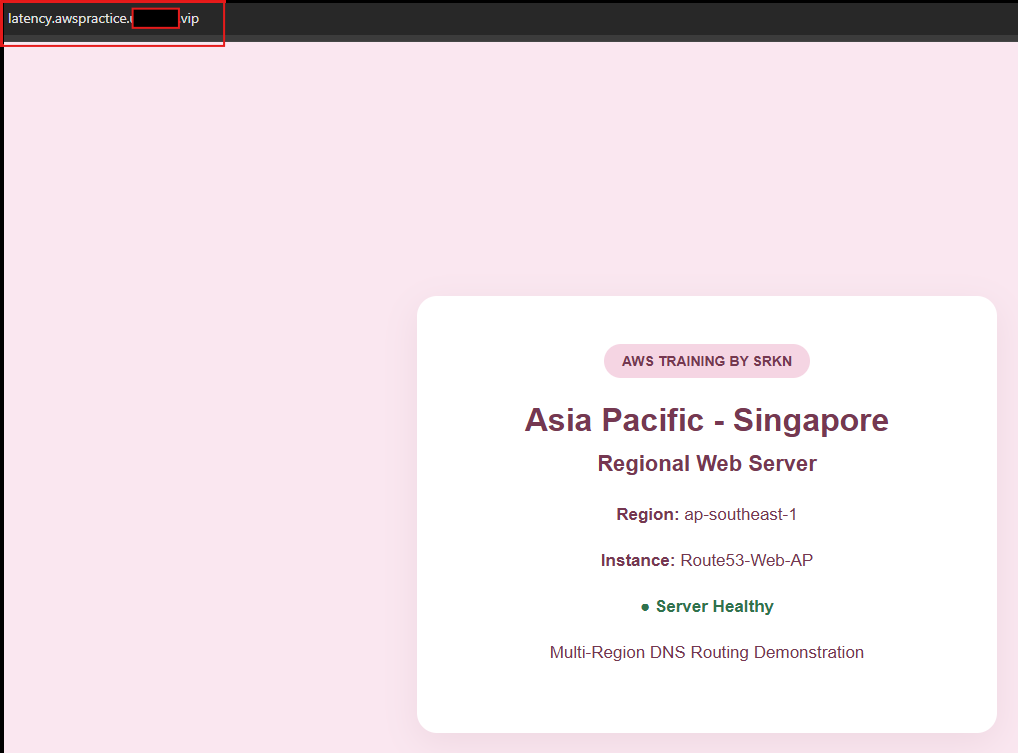 latency.awspractice.u .vip
AWS TRAINING BY SRKN
Asia Pacific - Singapore
Regional Web Server
Region: ap-southeast-1
Instance: Route53-Web-AP
● Server Healthy
Multi-Region DNS Routing Demonstration